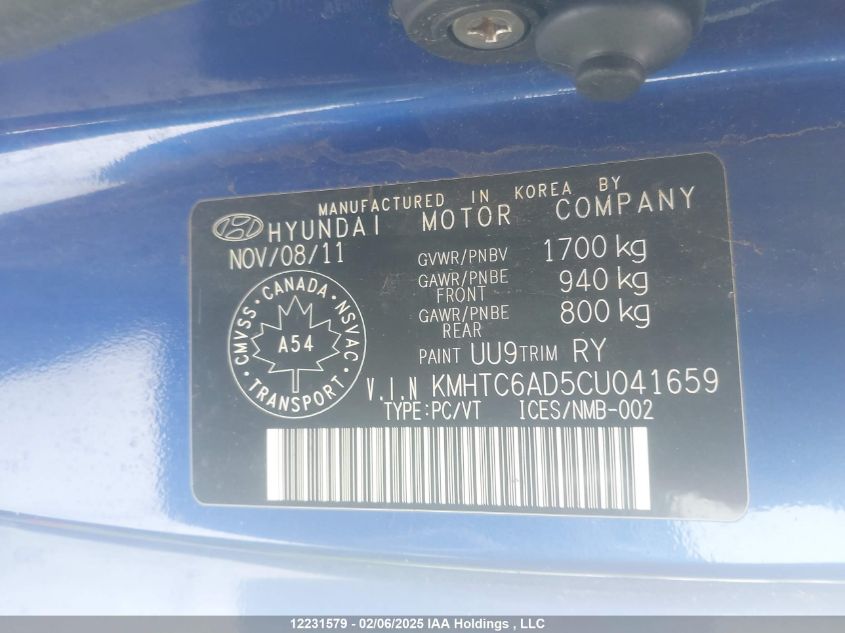 MANUFACTURED IN KOREA BY
HYUNDAI MOTOR COMPANY
NOV/08/11
GVWR/PNBV 1700 kg
GAWR/PNBE FRONT 940 kg
GAWR/PNBE REAR 800 kg
CMVSS · CANADA · NSVAC · TRANSPORT ·
A54
PAINT UU9 TRIM RY
V.I.N KMHTC6AD5CU041659
TYPE:PC/VT ICES/NMB-002
12231579 - 02/06/2025 IAA Holdings , LLC